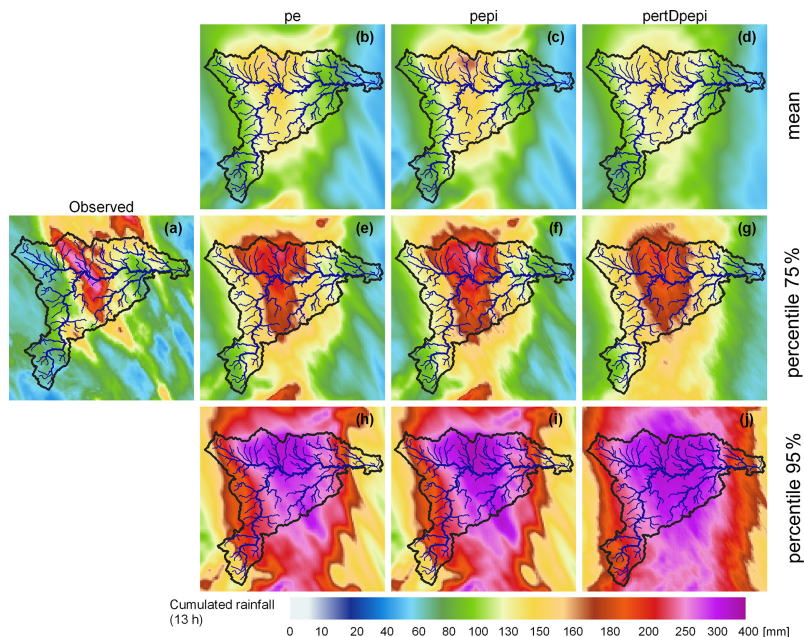 pe pepi pertDpepi
(b) (c) (d)
mean
Observed
(a) (e) (f) (g)
percentile 75%
(h) (i) (j)
percentile 95%
Cumulated rainfall
(13 h)
0 10 20 40 60 80 100 130 150 160 180 200 250 300 400 [mm]